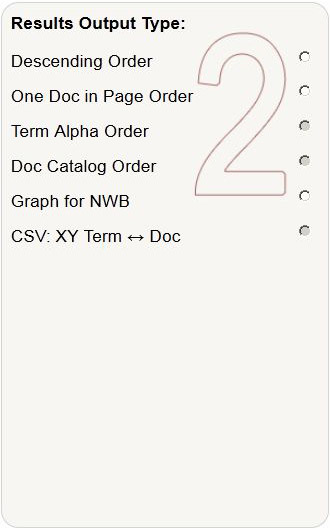 Results Output Type:
Descending Order
One Doc in Page Order
Term Alpha Order
Doc Catalog Order
Graph for NWB
CSV: XY Term ↔ Doc
2